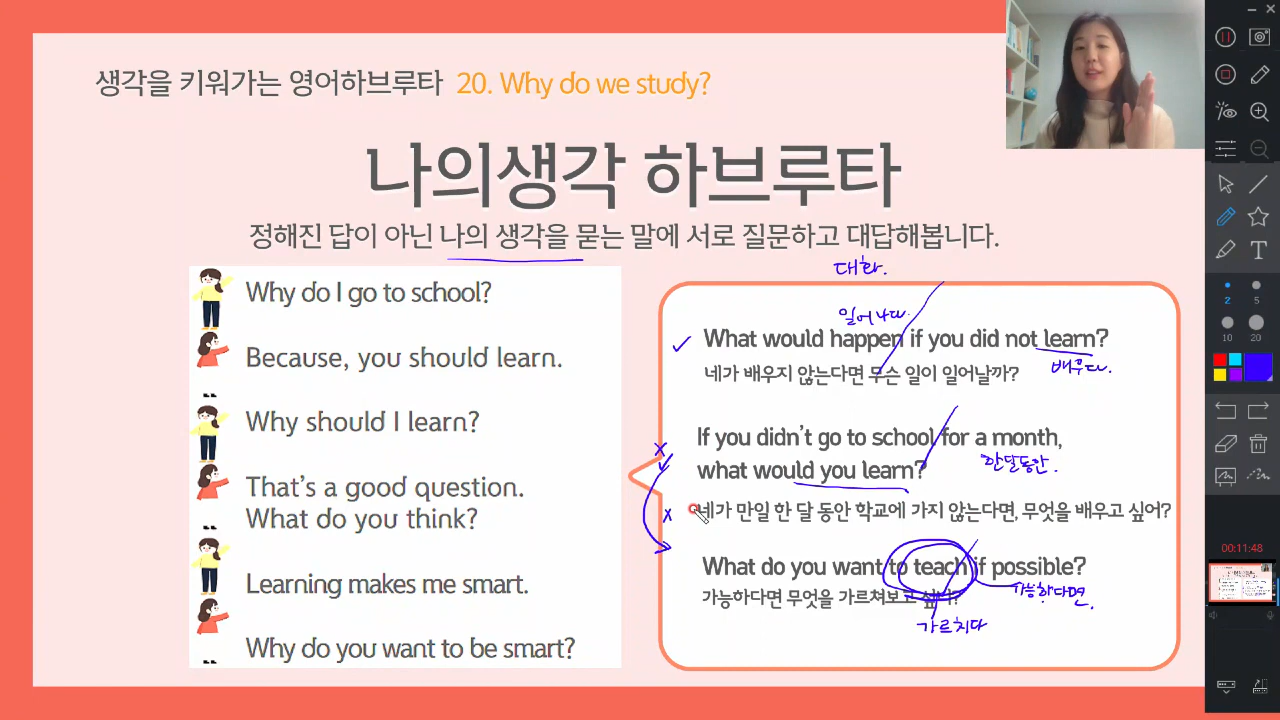 생각을 키워가는 영어하브루타 20. Why do we study?
나의생각 하브루타
정해진 답이 아닌 나의 생각을 묻는 말에 서로 질문하고 대답해봅니다.
Why do I go to school?
Because, you should learn.
Why should I learn?
That's a good question.
What do you think?
Learning makes me smart.
Why do you want to be smart?
대화.
일어나다.
What would happen if you did not learn?
네가 배우지 않는다면 무슨 일이 일어날까?
배우다.
If you didn't go to school for a month,
what would you learn?
한달동안.
네가 만일 한 달 동안 학교에 가지 않는다면, 무엇을 배우고 싶어?
What do you want to teach if possible?
가능하다면 무엇을 가르쳐보고 싶니?
가능하다면.
가르치다
2
5
10
20
00:11:48